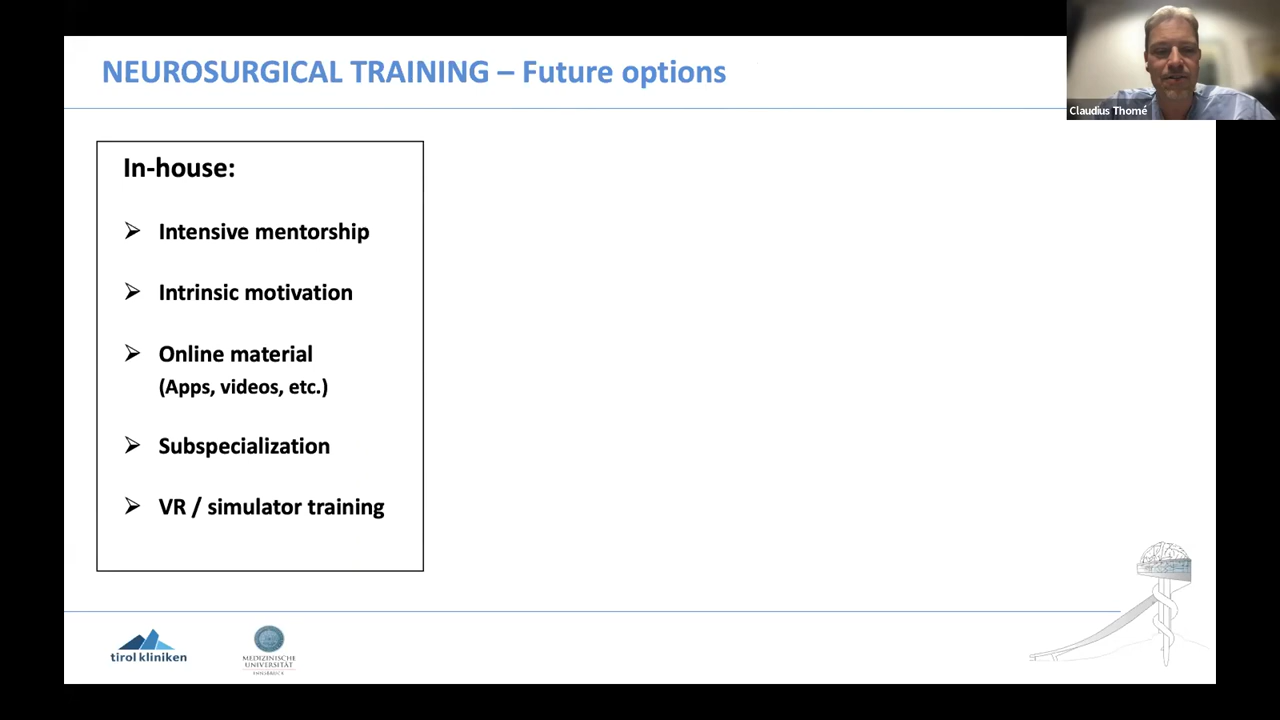 NEUROSURGICAL TRAINING – Future options
Claudius Thomé
In-house:
➢ Intensive mentorship
➢ Intrinsic motivation
➢ Online material
(Apps, videos, etc.)
➢ Subspecialization
➢ VR / simulator training
tirol kliniken
MEDIZINISCHE
UNIVERSITÄT
INNSBRUCK